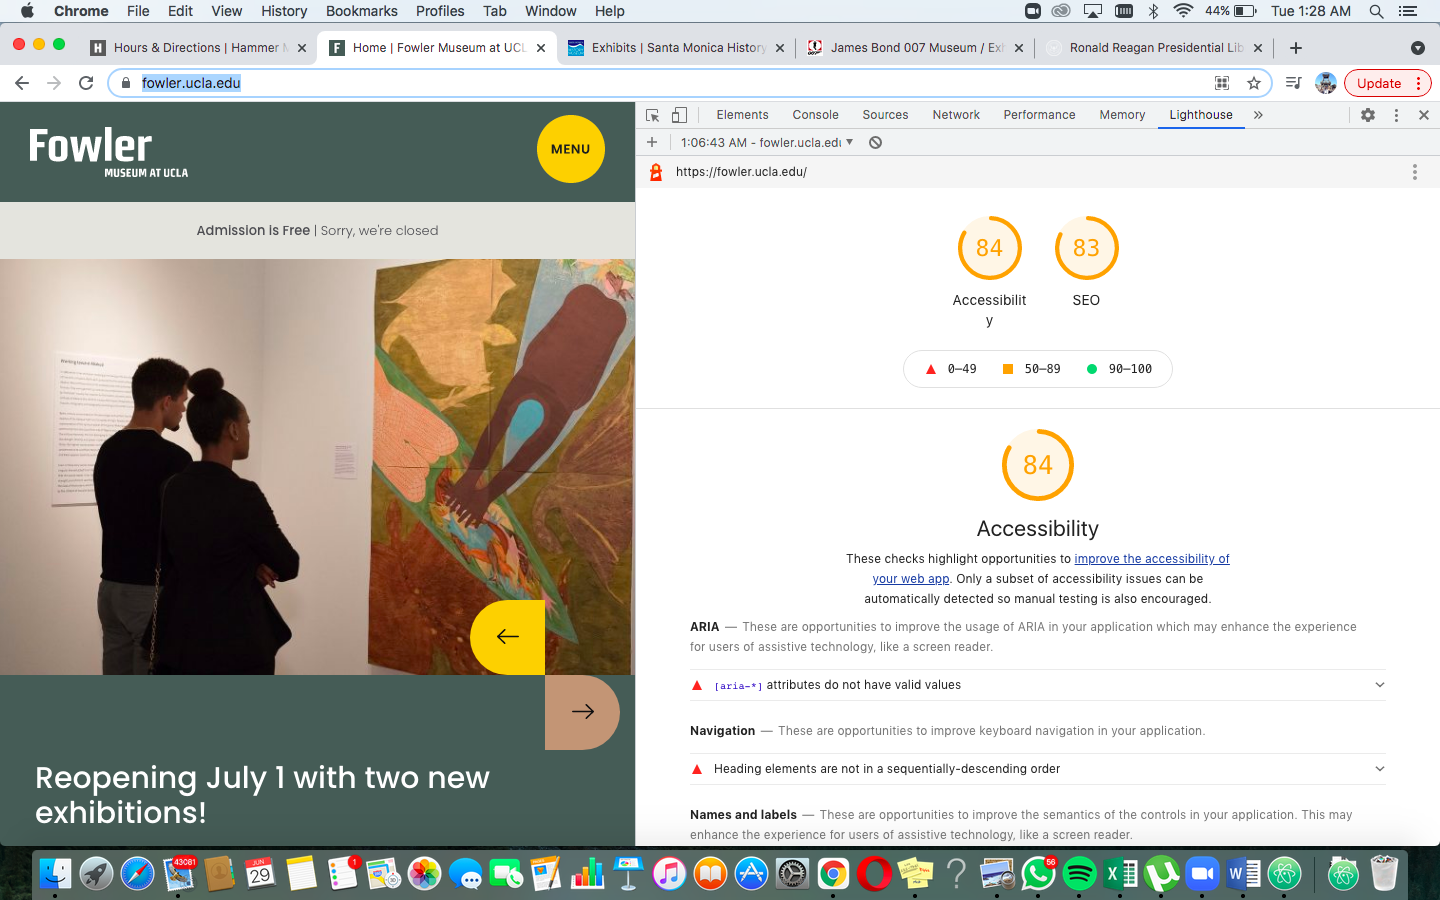 Chrome File Edit View History Bookmarks Profiles Tab Window Help 44% Tue 1:28 AM
Hours & Directions | Hammer M
Home | Fowler Museum at UCL
Exhibits | Santa Monica History
James Bond 007 Museum / Exh
Ronald Reagan Presidential Lib
fowler.ucla.edu
Update
Fowler
MUSEUM AT UCLA
MENU
Admission is Free | Sorry, we're closed
Reopening July 1 with two new
exhibitions!
Elements Console Sources Network Performance Memory Lighthouse
1:06:43 AM - fowler.ucla.edu
https://fowler.ucla.edu/
84 83
Accessibilit
y
SEO
0–49 50–89 90–100
84
Accessibility
These checks highlight opportunities to improve the accessibility of
your web app. Only a subset of accessibility issues can be
automatically detected so manual testing is also encouraged.
ARIA — These are opportunities to improve the usage of ARIA in your application which may enhance the experience
for users of assistive technology, like a screen reader.
[aria-*] attributes do not have valid values
Navigation — These are opportunities to improve keyboard navigation in your application.
Heading elements are not in a sequentially-descending order
Names and labels — These are opportunities to improve the semantics of the controls in your application. This may
enhance the experience for users of assistive technology, like a screen reader.
43081
JUN
29
1
56